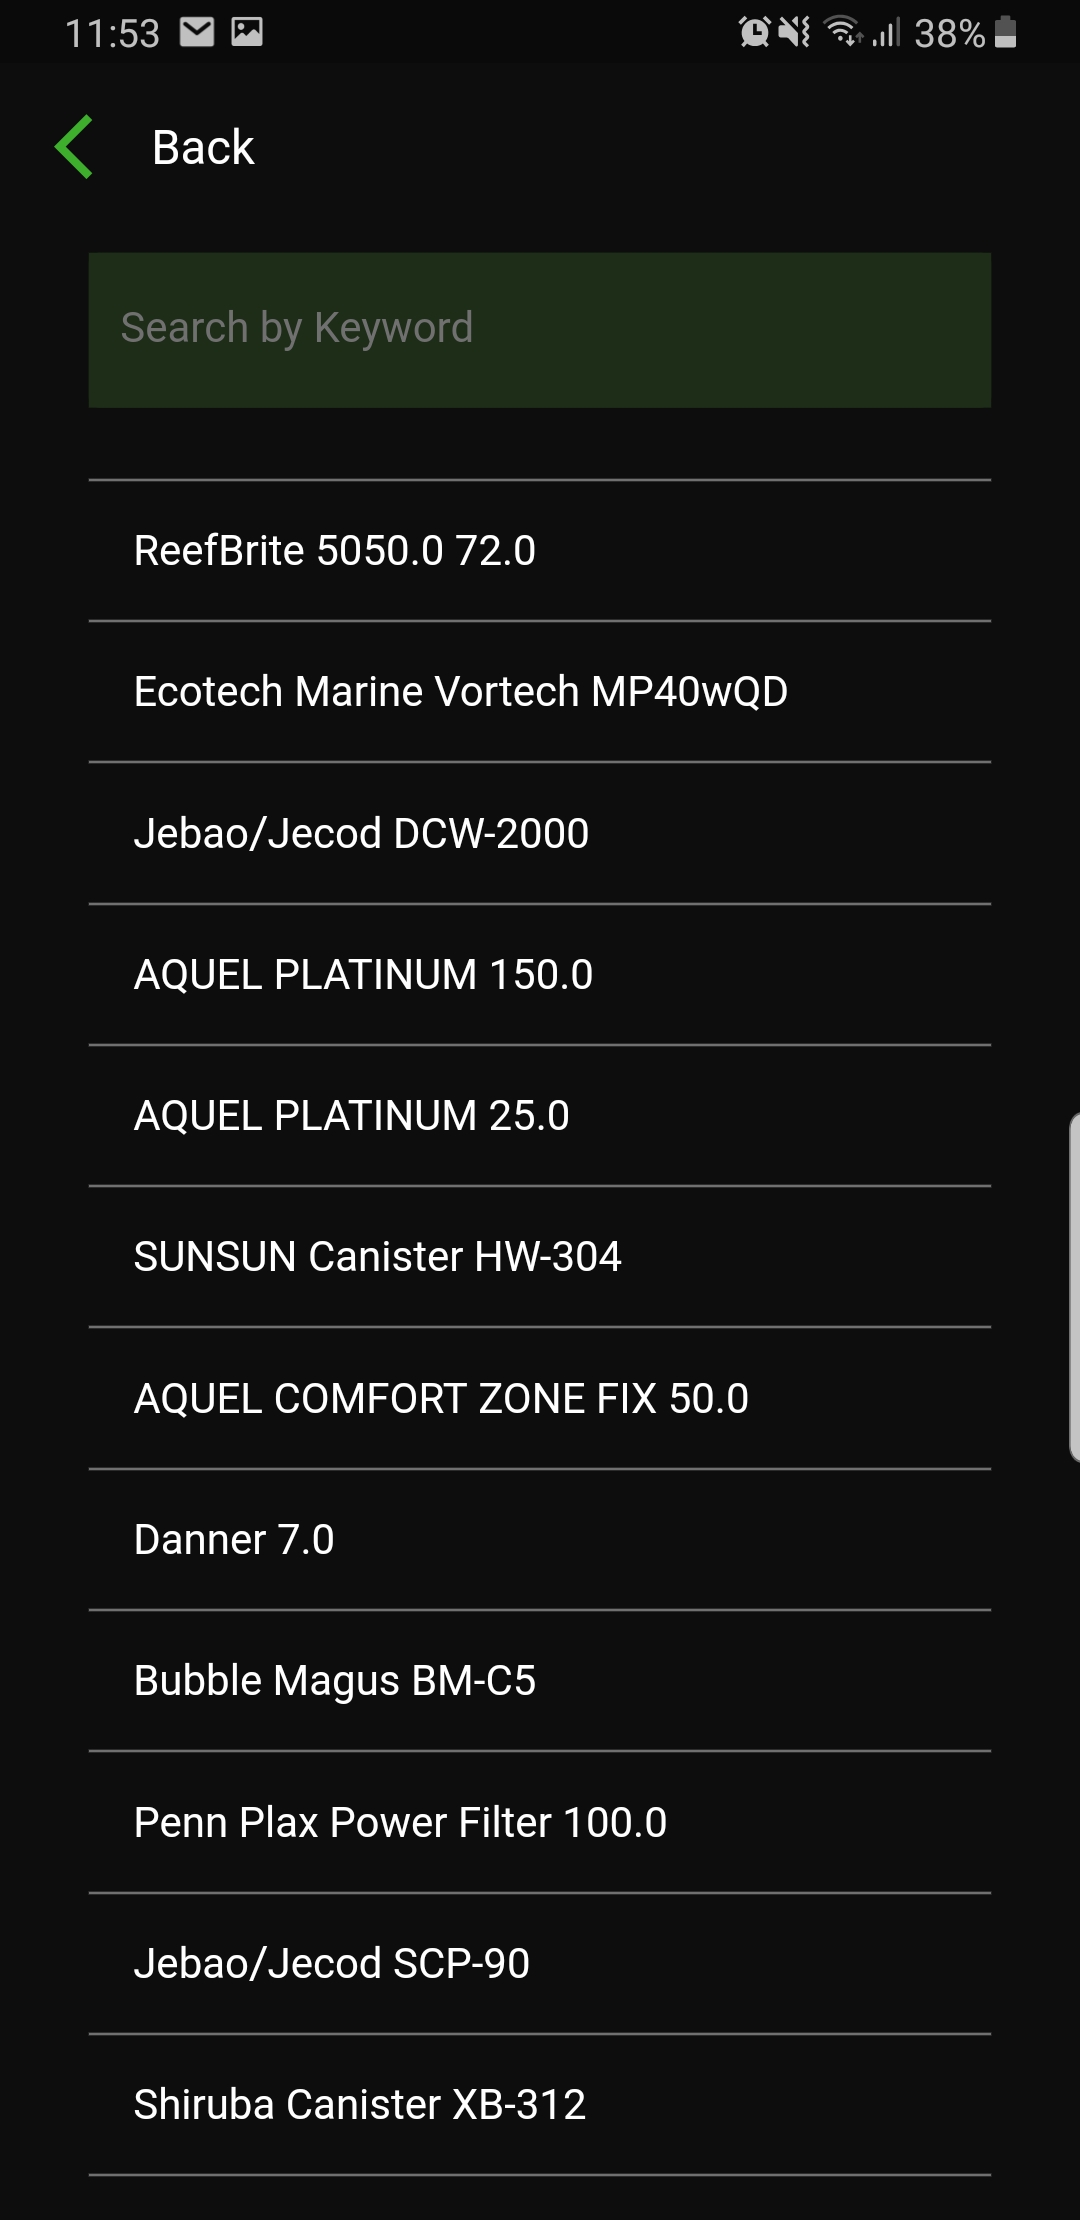 11:53
38%
Back
Search by Keyword
ReefBrite 5050.0 72.0
Ecotech Marine Vortech MP40wQD
Jebao/Jecod DCW-2000
AQUEL PLATINUM 150.0
AQUEL PLATINUM 25.0
SUNSUN Canister HW-304
AQUEL COMFORT ZONE FIX 50.0
Danner 7.0
Bubble Magus BM-C5
Penn Plax Power Filter 100.0
Jebao/Jecod SCP-90
Shiruba Canister XB-312